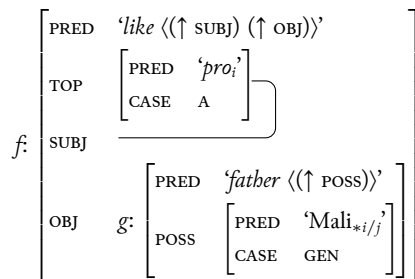 PRED ‘like ⟨(↑ SUBJ) (↑ OBJ)⟩’
TOP
PRED ‘proᵢ’
CASE A
f: SUBJ
OBJ g:
PRED ‘father ⟨(↑ POSS)⟩’
POSS
PRED ‘Mali*i/j’
CASE GEN